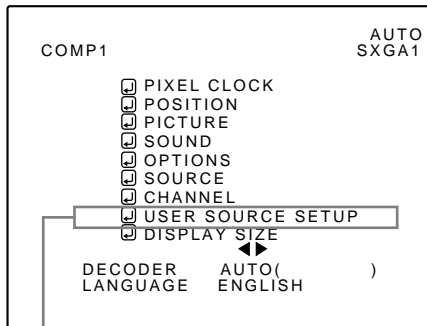 AUTO
COMP1 SXGA1
PIXEL CLOCK
POSITION
PICTURE
SOUND
OPTIONS
SOURCE
CHANNEL
USER SOURCE SETUP
DISPLAY SIZE
DECODER AUTO( )
LANGUAGE ENGLISH